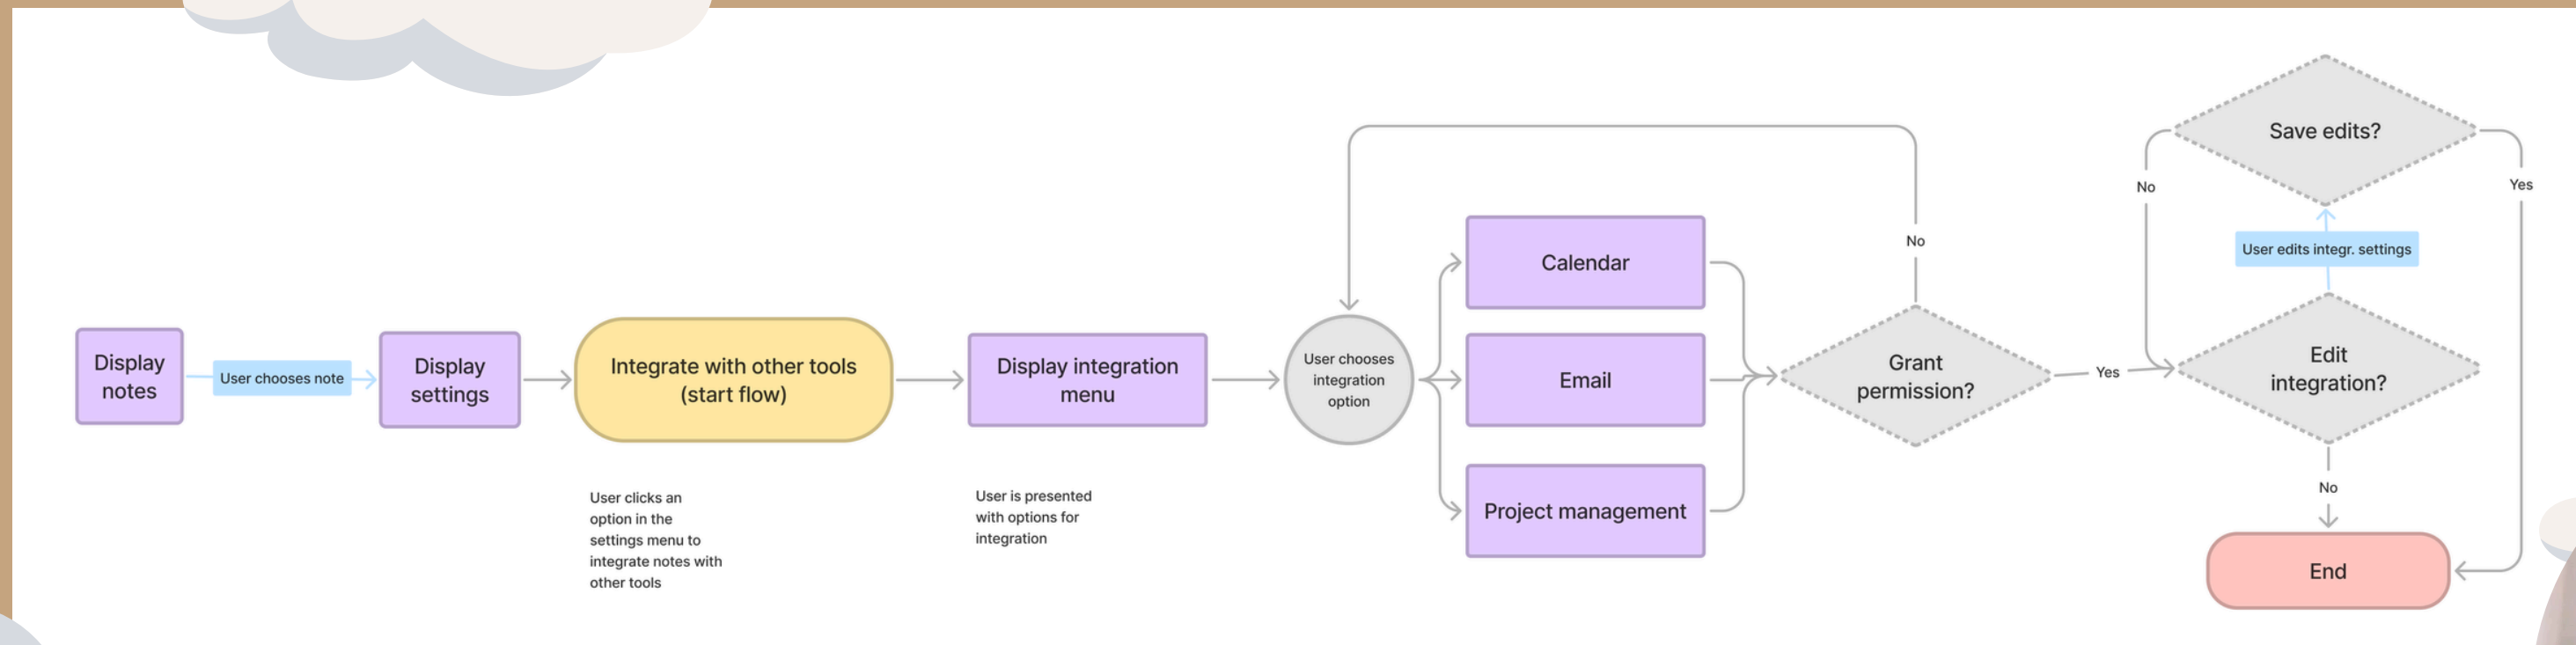 Display
notes
User chooses note
Display
settings
Integrate with other tools
(start flow)
User clicks an
option in the
settings menu to
integrate notes with
other tools
Display integration
menu
User is presented
with options for
integration
User chooses
integration
option
Calendar
Email
Project management
No
Grant
permission?
Yes
Save edits?
No
Yes
User edits integr. settings
Edit
integration?
No
End